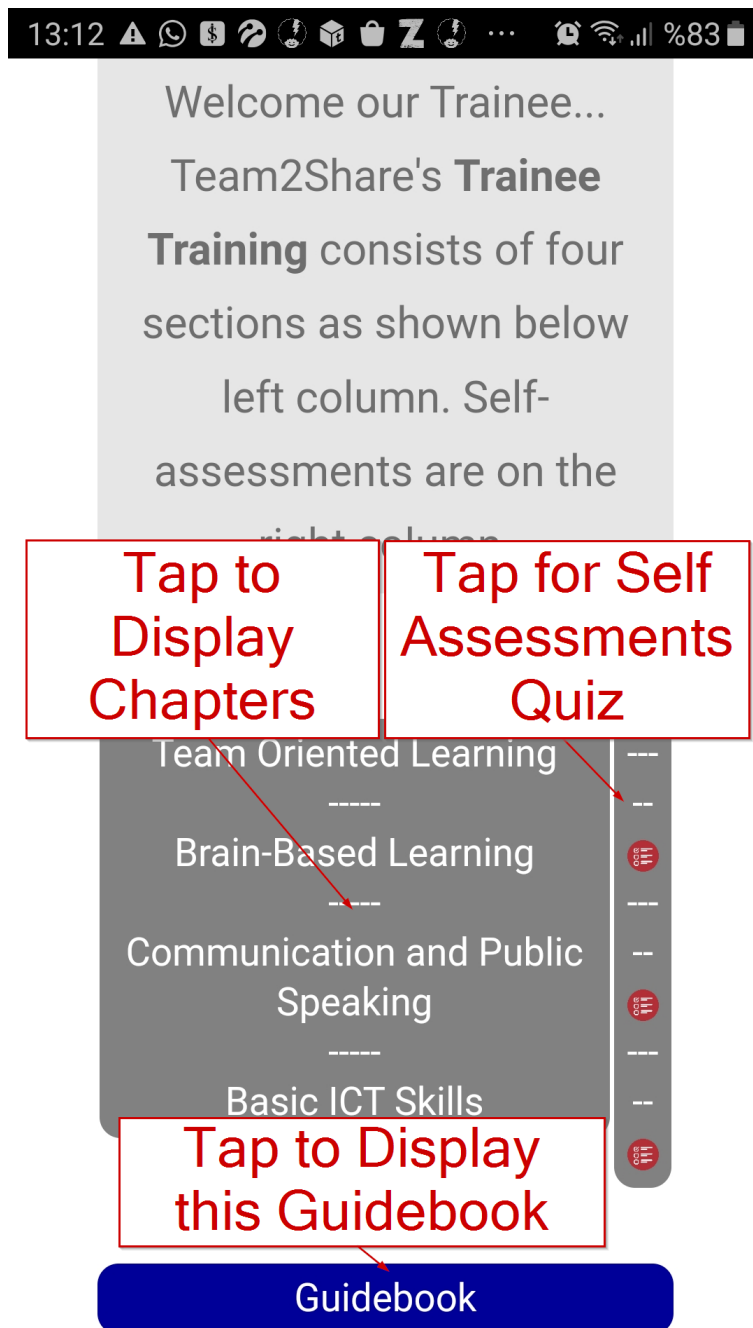 13:12 %83
Welcome our Trainee...
Team2Share's Trainee
Training consists of four
sections as shown below
left column. Self-
assessments are on the
right column
Tap to
Display
Chapters
Tap for Self
Assessments
Quiz
Team Oriented Learning ---
----- --
Brain-Based Learning
----- ---
Communication and Public --
Speaking
----- ---
Basic ICT Skills --
Tap to Display
this Guidebook
Guidebook